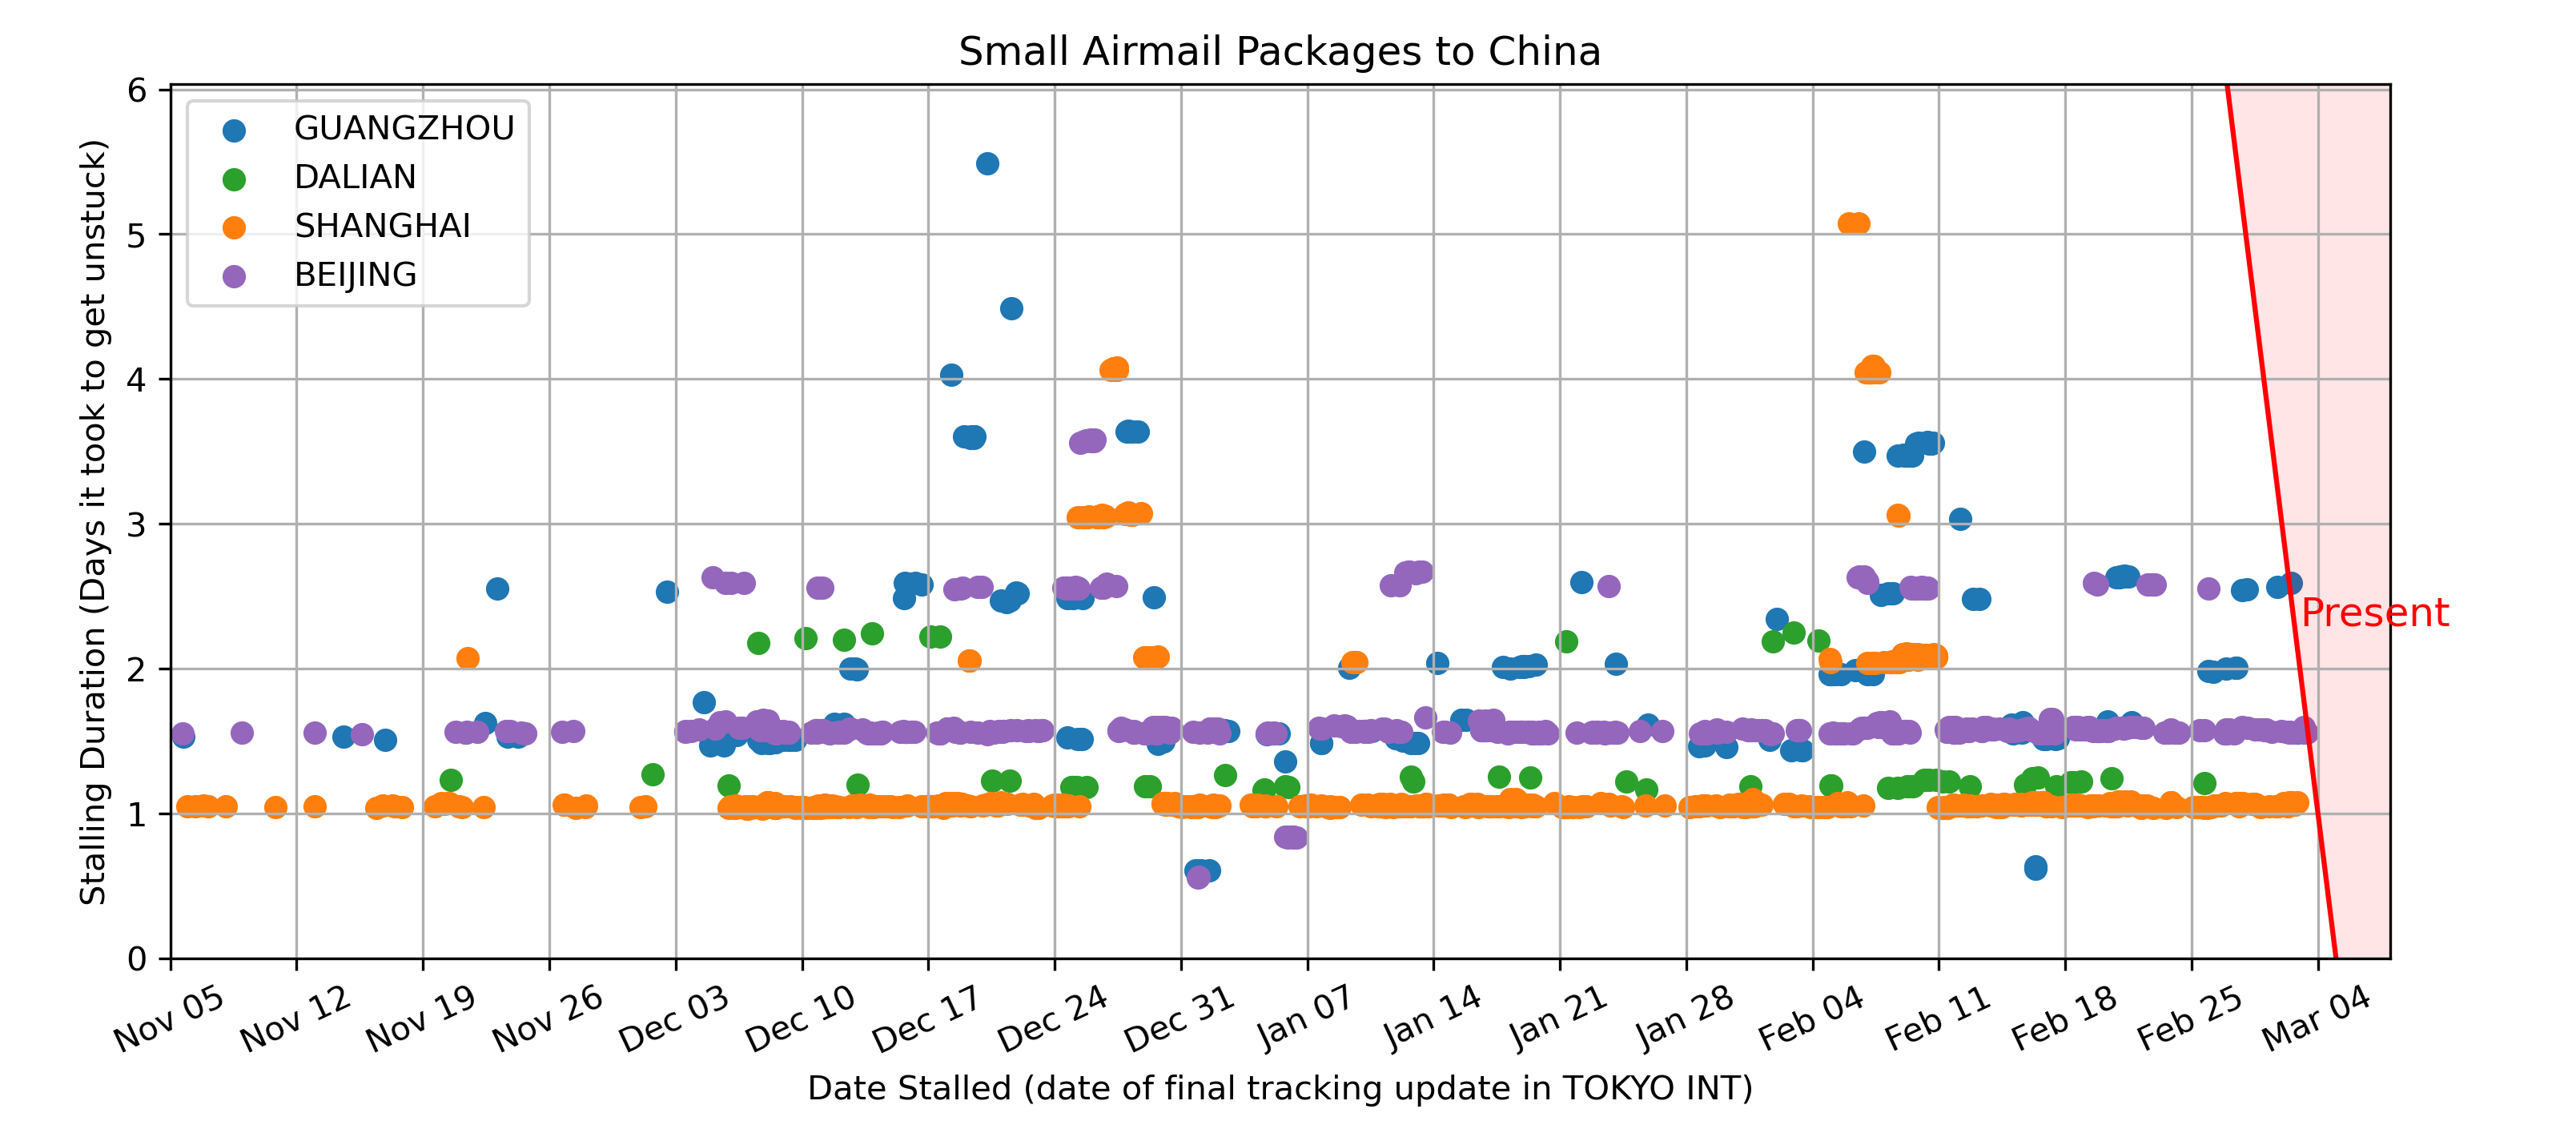 Small Airmail Packages to China
Stalling Duration (Days it took to get unstuck)
6
5
4
3
2
1
0
GUANGZHOU
DALIAN
SHANGHAI
BEIJING
Present
Nov 05
Nov 12
Nov 19
Nov 26
Dec 03
Dec 10
Dec 17
Dec 24
Dec 31
Jan 07
Jan 14
Jan 21
Jan 28
Feb 04
Feb 11
Feb 18
Feb 25
Mar 04
Date Stalled (date of final tracking update in TOKYO INT)